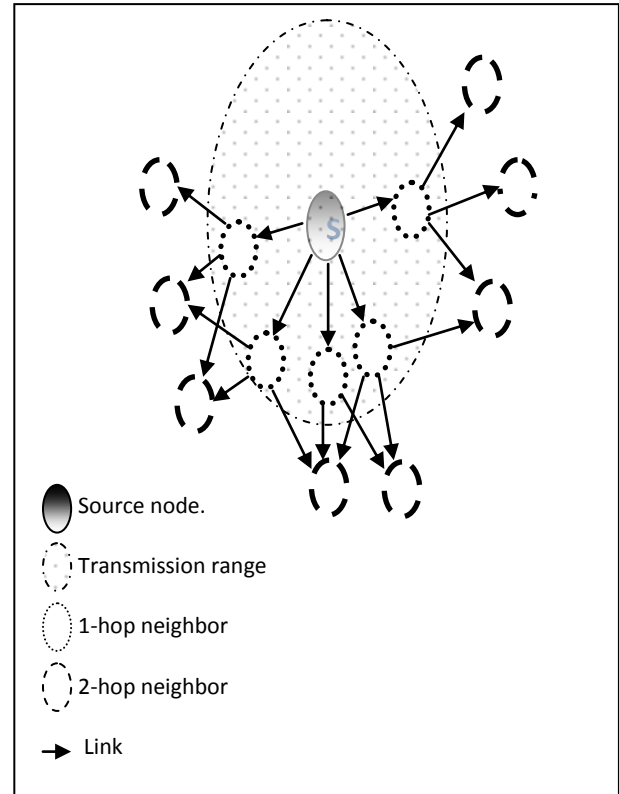 S
Source node.
Transmission range
1-hop neighbor
2-hop neighbor
Link